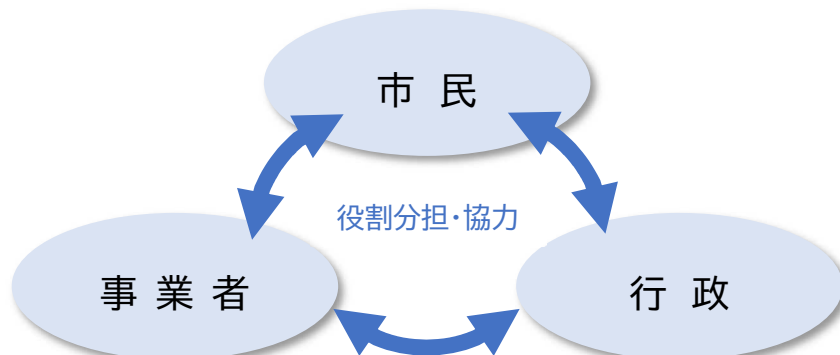 市民
役割分担・協力
事業者
行政